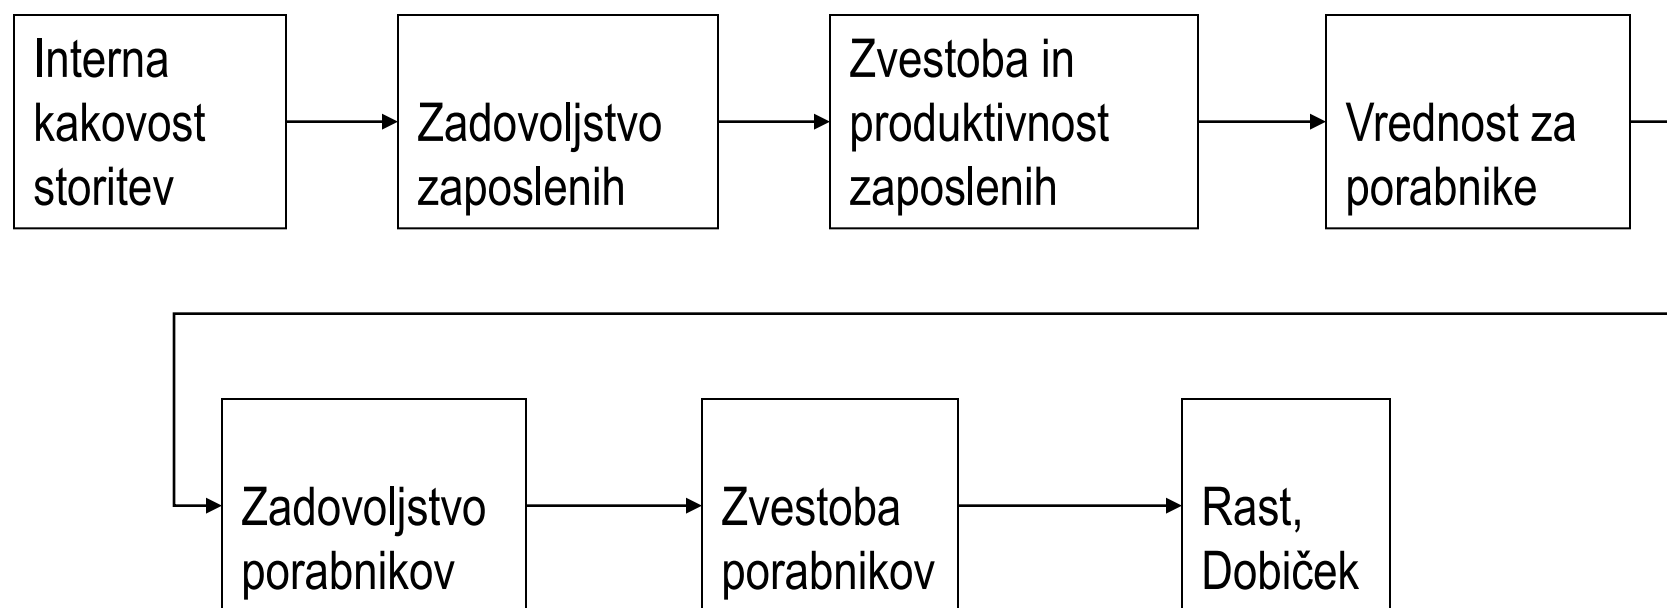 Interna
kakovost
storitev
Zadovoljstvo
zaposlenih
Zvestoba in
produktivnost
zaposlenih
Vrednost za
porabnike
Zadovoljstvo
porabnikov
Zvestoba
porabnikov
Rast,
Dobiček